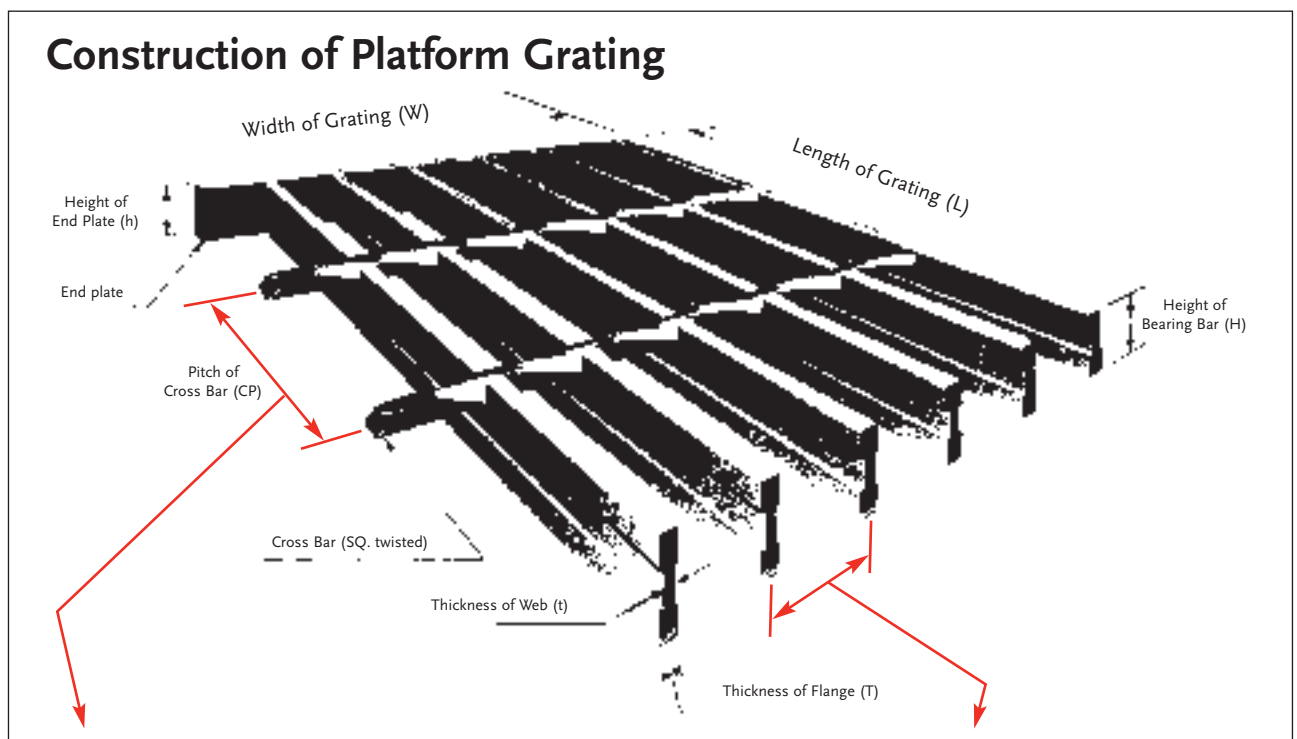 Construction of Platform Grating
Width of Grating (W)
Length of Grating (L)
Height of
End Plate (h)
t.
End plate
Height of
Bearing Bar (H)
Pitch of
Cross Bar (CP)
Cross Bar (SQ. twisted)
Thickness of Web (t)
Thickness of Flange (T)